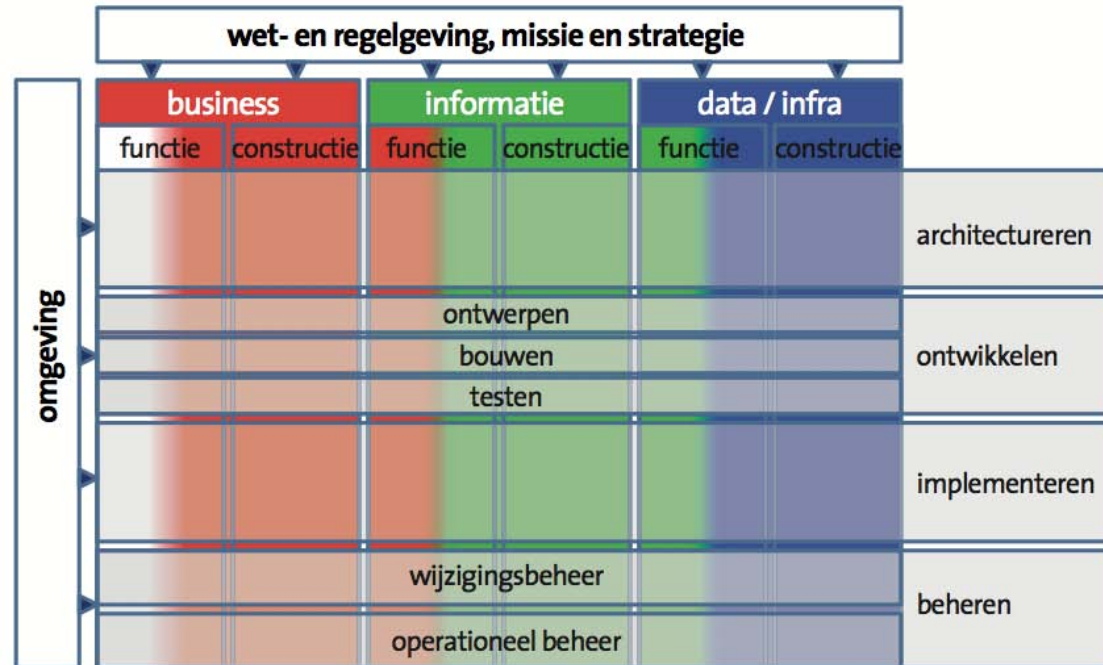 wet- en regelgeving, missie en strategie
business informatie data / infra
functie constructie functie constructie functie constructie
omgeving
architectureren
ontwerpen
bouwen
testen
ontwikkelen
implementeren
wijzigingsbeheer
operationeel beheer
beheren